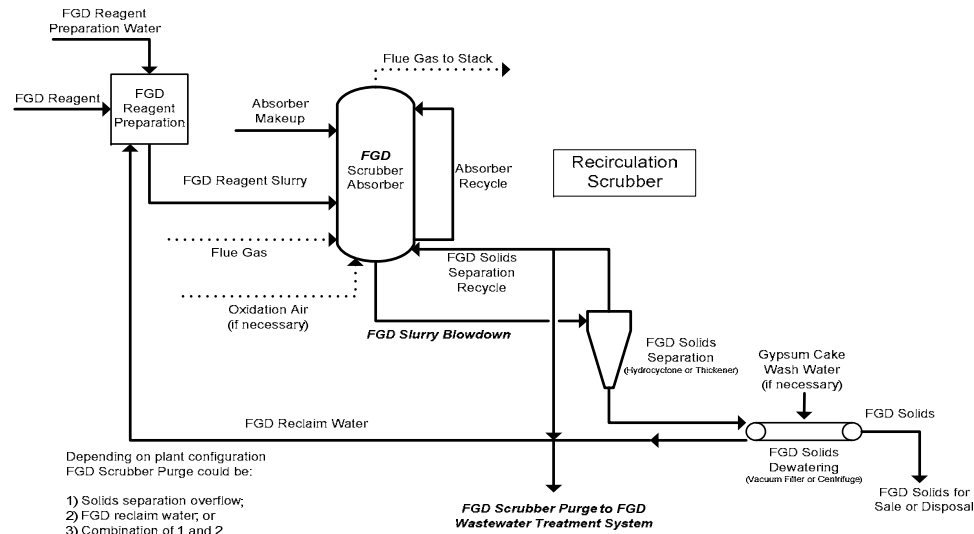 FGD Reagent
Preparation Water
FGD Reagent
FGD
Reagent
Preparation
Flue Gas to Stack
Absorber
Makeup
FGD
Scrubber
Absorber
Absorber
Recycle
Recirculation
Scrubber
FGD Reagent Slurry
Flue Gas
FGD Solids
Separation
Recycle
Oxidation Air
(if necessary)
FGD Slurry Blowdown
FGD Solids
Separation
(Hydrocyclone or Thickener)
Gypsum Cake
Wash Water
(if necessary)
FGD Solids
FGD Reclaim Water
FGD Solids
Dewatering
(Vacuum Filter or Centrifuge)
FGD Solids for
Sale or Disposal
Depending on plant configuration
FGD Scrubber Purge could be:
1) Solids separation overflow;
2) FGD reclaim water; or
3) Combination of 1 and 2
FGD Scrubber Purge to FGD
Wastewater Treatment System